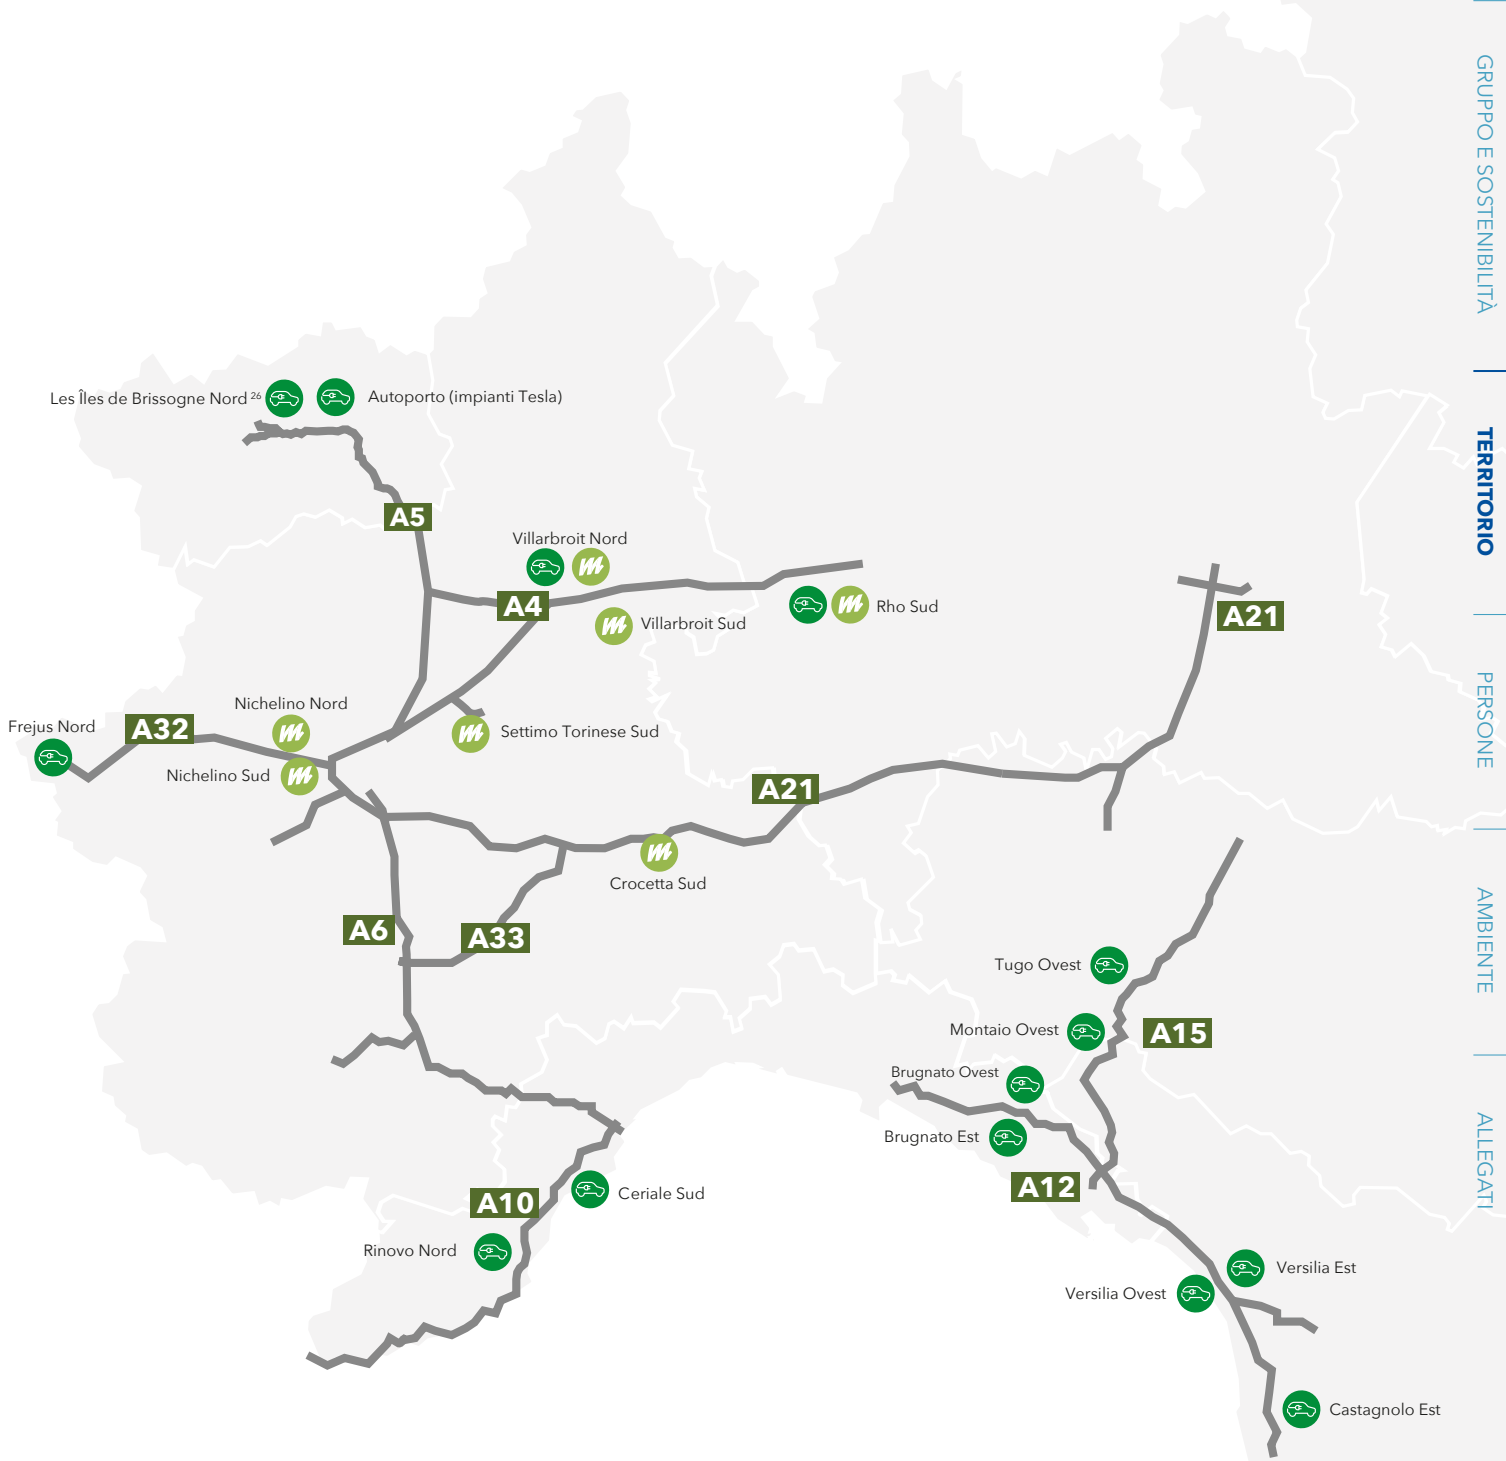 GRUPPO E SOSTENIBILITÀ
TERRITORIO
PERSONE
AMBIENTE
ALLEGATI
Les Îles de Brissogne Nord 26
Autoporto (impianti Tesla)
A5
Villarbroit Nord
A4
Villarbroit Sud
Rho Sud
A21
Nichelino Nord
Frejus Nord
A32
Settimo Torinese Sud
Nichelino Sud
A21
Crocetta Sud
A6
A33
Tugo Ovest
Montaio Ovest
A15
Brugnato Ovest
Brugnato Est
A12
Ceriale Sud
A10
Rinovo Nord
Versilia Est
Versilia Ovest
Castagnolo Est